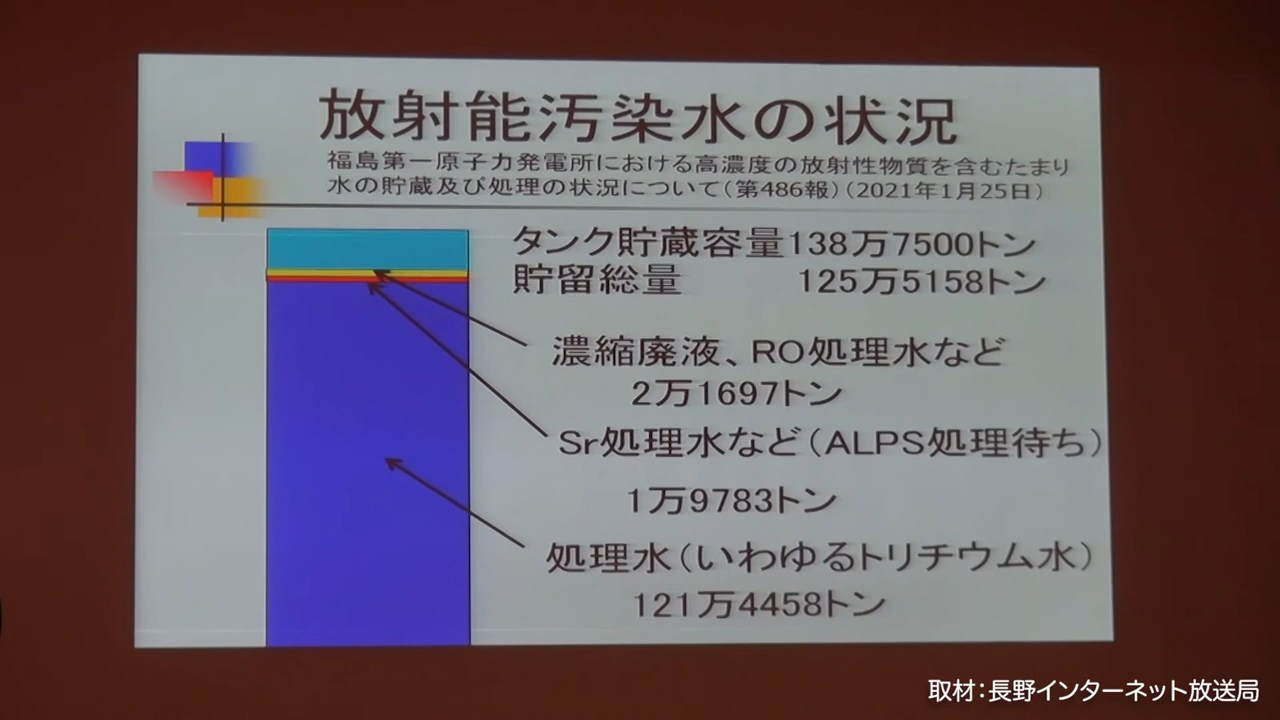 放射能汚染水の状況
福島第一原子力発電所における高濃度の放射性物質を含むたまり
水の貯蔵及び処理の状況について（第486報）（2021年1月25日）
タンク貯蔵容量138万7500トン
貯留総量 125万5158トン
濃縮廃液、RO処理水など
2万1697トン
Sr処理水など（ALPS処理待ち）
1万9783トン
処理水（いわゆるトリチウム水）
121万4458トン
取材：長野インターネット放送局